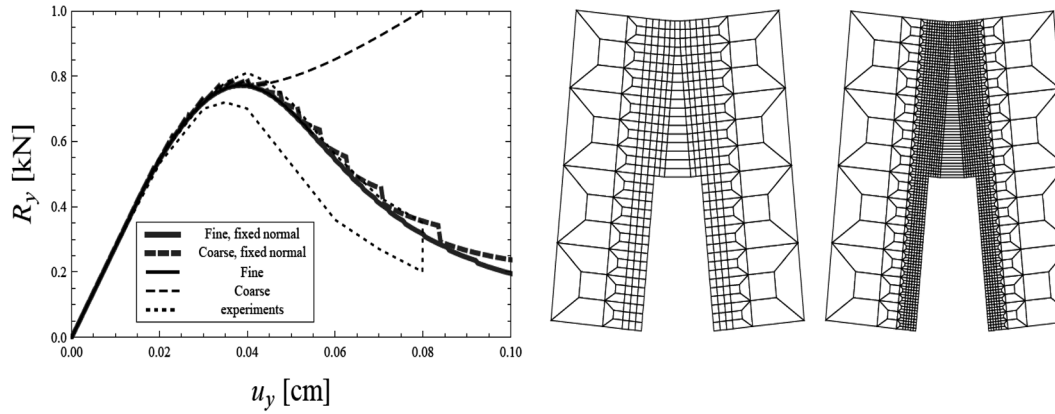 1.0
0.8
0.6
0.4
0.2
0.0
R_y [kN]
Fine, fixed normal
Coarse, fixed normal
Fine
Coarse
experiments
0.00 0.02 0.04 0.06 0.08 0.10
u_y [cm]